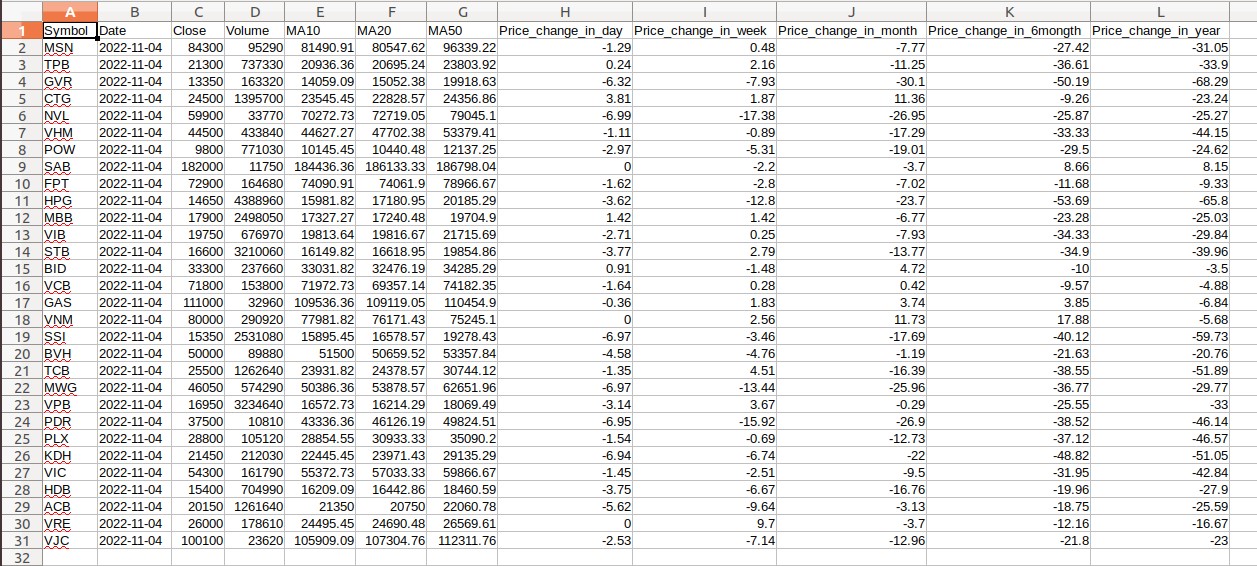 A B C D E F G H I J K L
1 Symbol Date Close Volume MA10 MA20 MA50 Price_change_in_day Price_change_in_week Price_change_in_month Price_change_in_6mongth Price_change_in_year
2 MSN 2022-11-04 84300 95290 81490.91 80547.62 96339.22 -1.29 0.48 -7.77 -27.42 -31.05
3 TPB 2022-11-04 21300 737330 20936.36 20695.24 23803.92 0.24 2.16 -11.25 -36.61 -33.9
4 GVR 2022-11-04 13350 163320 14059.09 15052.38 19918.63 -6.32 -7.93 -30.1 -50.19 -68.29
5 CTG 2022-11-04 24500 1395700 23545.45 22828.57 24356.86 3.81 1.87 11.36 -9.26 -23.24
6 NVL 2022-11-04 59900 33770 70272.73 72719.05 79045.1 -6.99 -17.38 -26.95 -25.87 -25.27
7 VHM 2022-11-04 44500 433840 44627.27 47702.38 53379.41 -1.11 -0.89 -17.29 -33.33 -44.15
8 POW 2022-11-04 9800 771030 10145.45 10440.48 12137.25 -2.97 -5.31 -19.01 -29.5 -24.62
9 SAB 2022-11-04 182000 11750 184436.36 186133.33 186798.04 0 -2.2 -3.7 8.66 8.15
10 FPT 2022-11-04 72900 164680 74090.91 74061.9 78966.67 -1.62 -2.8 -7.02 -11.68 -9.33
11 HPG 2022-11-04 14650 4388960 15981.82 17180.95 20185.29 -3.62 -12.8 -23.7 -53.69 -65.8
12 MBB 2022-11-04 17900 2498050 17327.27 17240.48 19704.9 1.42 1.42 -6.77 -23.28 -25.03
13 VIB 2022-11-04 19750 676970 19813.64 19816.67 21715.69 -2.71 0.25 -7.93 -34.33 -29.84
14 STB 2022-11-04 16600 3210060 16149.82 16618.95 19854.86 -3.77 2.79 -13.77 -34.9 -39.96
15 BID 2022-11-04 33300 237660 33031.82 32476.19 34285.29 0.91 -1.48 4.72 -10 -3.5
16 VCB 2022-11-04 71800 153800 71972.73 69357.14 74182.35 -1.64 0.28 0.42 -9.57 -4.88
17 GAS 2022-11-04 111000 32960 109536.36 109119.05 110454.9 -0.36 1.83 3.74 3.85 -6.84
18 VNM 2022-11-04 80000 290920 77981.82 76171.43 75245.1 0 2.56 11.73 17.88 -5.68
19 SSI 2022-11-04 15350 2531080 15895.45 16578.57 19278.43 -6.97 -3.46 -17.69 -40.12 -59.73
20 BVH 2022-11-04 50000 89880 51500 50659.52 53357.84 -4.58 -4.76 -1.19 -21.63 -20.76
21 TCB 2022-11-04 25500 1262640 23931.82 24378.57 30744.12 -1.35 4.51 -16.39 -38.55 -51.89
22 MWG 2022-11-04 46050 574290 50386.36 53878.57 62651.96 -6.97 -13.44 -25.96 -36.77 -29.77
23 VPB 2022-11-04 16950 3234640 16572.73 16214.29 18069.49 -3.14 3.67 -0.29 -25.55 -33
24 PDR 2022-11-04 37500 10810 43336.36 46126.19 49824.51 -6.95 -15.92 -26.9 -38.52 -46.14
25 PLX 2022-11-04 28800 105120 28854.55 30933.33 35090.2 -1.54 -0.69 -12.73 -37.12 -46.57
26 KDH 2022-11-04 21450 212030 22445.45 23971.43 29135.29 -6.94 -6.74 -22 -48.82 -51.05
27 VIC 2022-11-04 54300 161790 55372.73 57033.33 59866.67 -1.45 -2.51 -9.5 -31.95 -42.84
28 HDB 2022-11-04 15400 704990 16209.09 16442.86 18460.59 -3.75 -6.67 -16.76 -19.96 -27.9
29 ACB 2022-11-04 20150 1261640 21350 20750 22060.78 -5.62 -9.64 -3.13 -18.75 -25.59
30 VRE 2022-11-04 26000 178610 24495.45 24690.48 26569.61 0 9.7 -3.7 -12.16 -16.67
31 VJC 2022-11-04 100100 23620 105909.09 107304.76 112311.76 -2.53 -7.14 -12.96 -21.8 -23
32